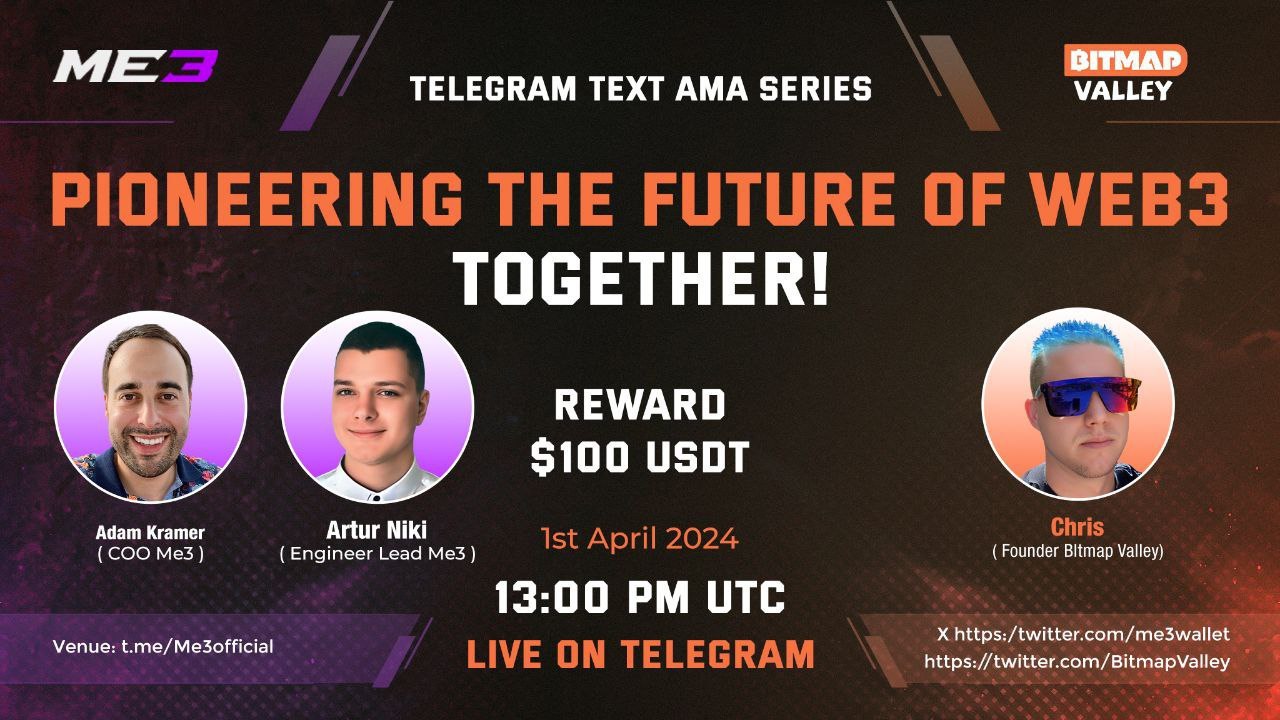 ME3
TELEGRAM TEXT AMA SERIES
BITMAP
VALLEY
PIONEERING THE FUTURE OF WEB3
TOGETHER!
REWARD
$100 USDT
Adam Kramer
( COO Me3 )
Artur Niki
( Engineer Lead Me3 )
Chris
( Founder BItmap Valley)
1st April 2024
13:00 PM UTC
LIVE ON TELEGRAM
Venue: t.me/Me3official
X https:/twitter.com/me3wallet
https://twitter.com/BitmapValley